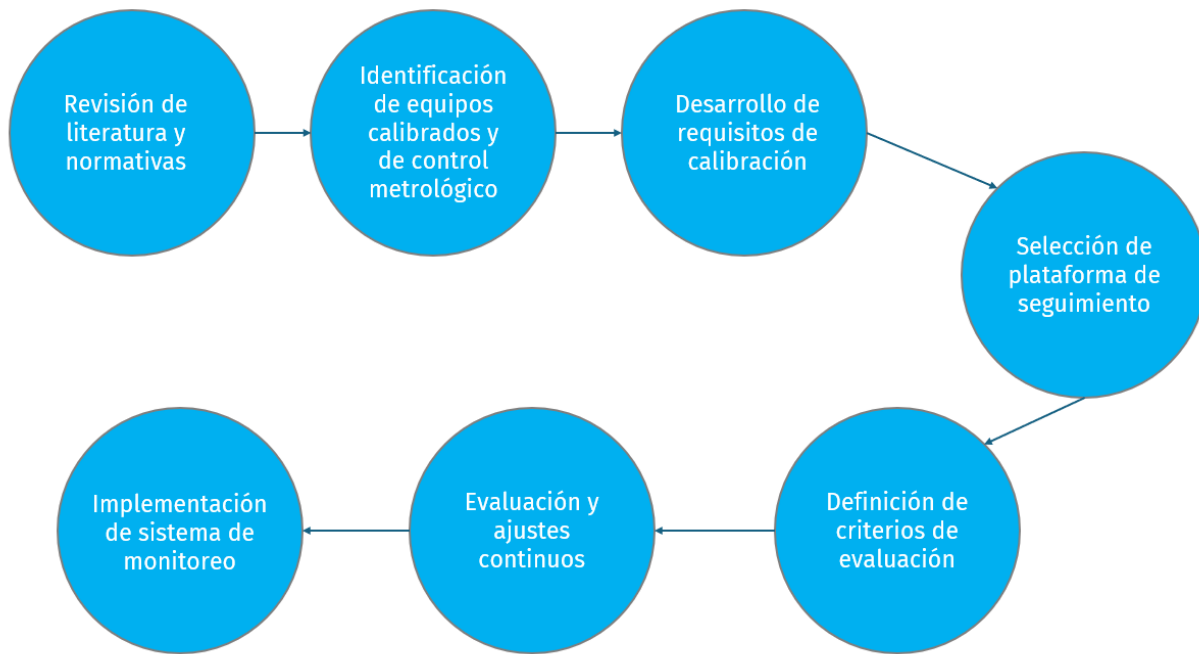 Revisión de
literatura y
normativas
Identificación
de equipos
calibrados y
de control
metrológico
Desarrollo de
requisitos de
calibración
Selección de
plataforma de
seguimiento
Definición de
criterios de
evaluación
Evaluación y
ajustes
continuos
Implementación
de sistema de
monitoreo